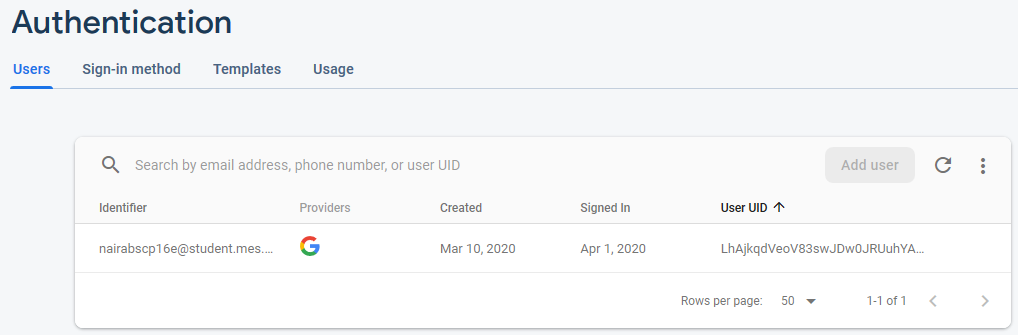 Authentication
Users Sign-in method Templates Usage
Search by email address, phone number, or user UID Add user
Identifier Providers Created Signed In User UID
nairabscp16e@student.mes.... Mar 10, 2020 Apr 1, 2020 LhAjkqdVeoV83swJDw0JRUuhYA...
Rows per page: 50 1-1 of 1